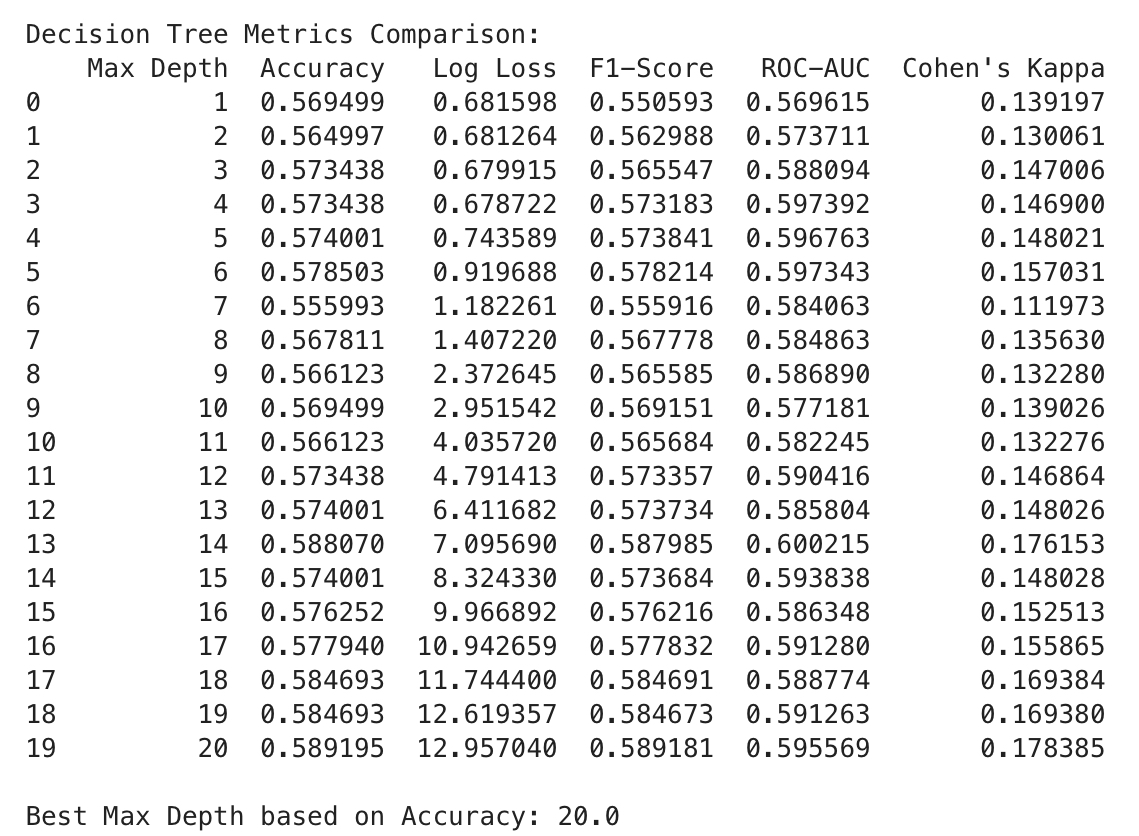 Decision Tree Metrics Comparison:
    Max Depth  Accuracy   Log Loss  F1-Score   ROC-AUC  Cohen's Kappa
0           1  0.569499   0.681598  0.550593  0.569615       0.139197
1           2  0.564997   0.681264  0.562988  0.573711       0.130061
2           3  0.573438   0.679915  0.565547  0.588094       0.147006
3           4  0.573438   0.678722  0.573183  0.597392       0.146900
4           5  0.574001   0.743589  0.573841  0.596763       0.148021
5           6  0.578503   0.919688  0.578214  0.597343       0.157031
6           7  0.555993   1.182261  0.555916  0.584063       0.111973
7           8  0.567811   1.407220  0.567778  0.584863       0.135630
8           9  0.566123   2.372645  0.565585  0.586890       0.132280
9          10  0.569499   2.951542  0.569151  0.577181       0.139026
10         11  0.566123   4.035720  0.565684  0.582245       0.132276
11         12  0.573438   4.791413  0.573357  0.590416       0.146864
12         13  0.574001   6.411682  0.573734  0.585804       0.148026
13         14  0.588070   7.095690  0.587985  0.600215       0.176153
14         15  0.574001   8.324330  0.573684  0.593838       0.148028
15         16  0.576252   9.966892  0.576216  0.586348       0.152513
16         17  0.577940  10.942659  0.577832  0.591280       0.155865
17         18  0.584693  11.744400  0.584691  0.588774       0.169384
18         19  0.584693  12.619357  0.584673  0.591263       0.169380
19         20  0.589195  12.957040  0.589181  0.595569       0.178385

Best Max Depth based on Accuracy: 20.0